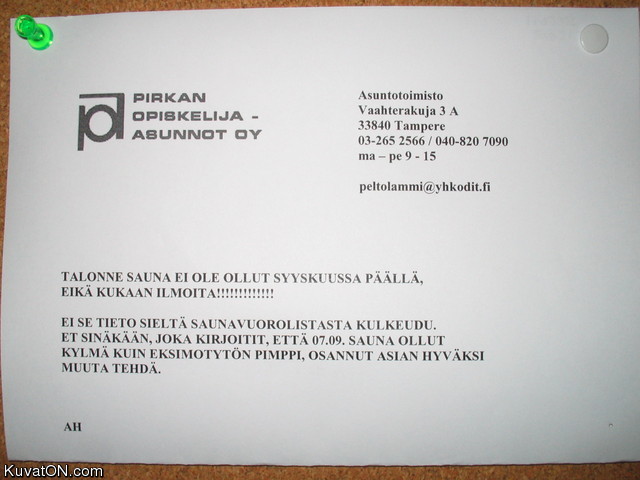 PIRKAN
OPISKELIJA -
ASUNNOT OY
Asuntotoimisto
Vaahterakuja 3 A
33840 Tampere
03-265 2566 / 040-820 7090
ma – pe 9 - 15
peltolammi@yhkodit.fi
TALONNE SAUNA EI OLE OLLUT SYYSKUUSSA PÄÄLLÄ,
EIKÄ KUKAAN ILMOITA!!!!!!!!!!!!!
EI SE TIETO SIELTÄ SAUNAVUOROLISTASTA KULKEUDU.
ET SINÄKÄÄN, JOKA KIRJOITIT, ETTÄ 07.09. SAUNA OLLUT
KYLMÄ KUIN EKSIMOTYTÖN PIMPPI, OSANNUT ASIAN HYVÄKSI
MUUTA TEHDÄ.
AH
KuvatON.com